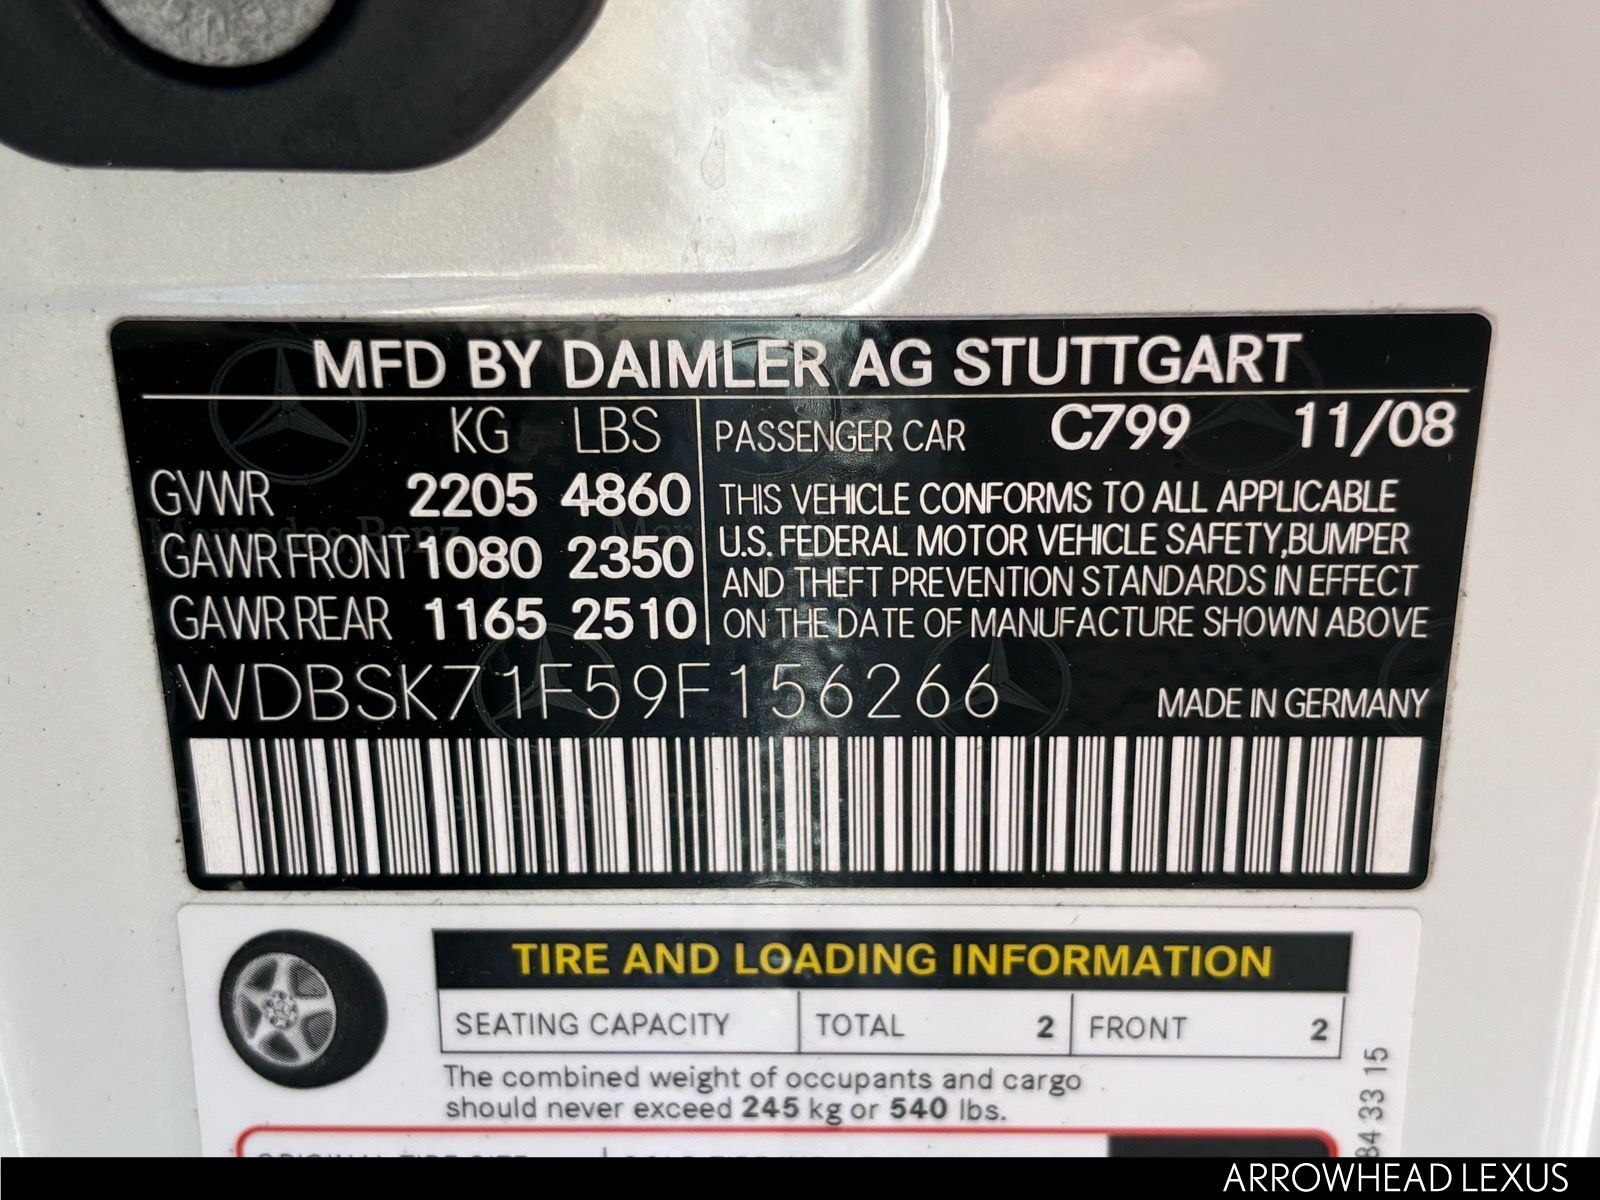 MFD BY DAIMLER AG STUTTGART
KG LBS
GVWR 2205 4860
GAWR FRONT 1080 2350
GAWR REAR 1165 2510
PASSENGER CAR C799 11/08
THIS VEHICLE CONFORMS TO ALL APPLICABLE
U.S. FEDERAL MOTOR VEHICLE SAFETY,BUMPER
AND THEFT PREVENTION STANDARDS IN EFFECT
ON THE DATE OF MANUFACTURE SHOWN ABOVE
WDBSK71F59F156266
MADE IN GERMANY
TIRE AND LOADING INFORMATION
SEATING CAPACITY TOTAL 2 FRONT 2
The combined weight of occupants and cargo
should never exceed 245 kg or 540 lbs.
84 33 15
ARROWHEAD LEXUS